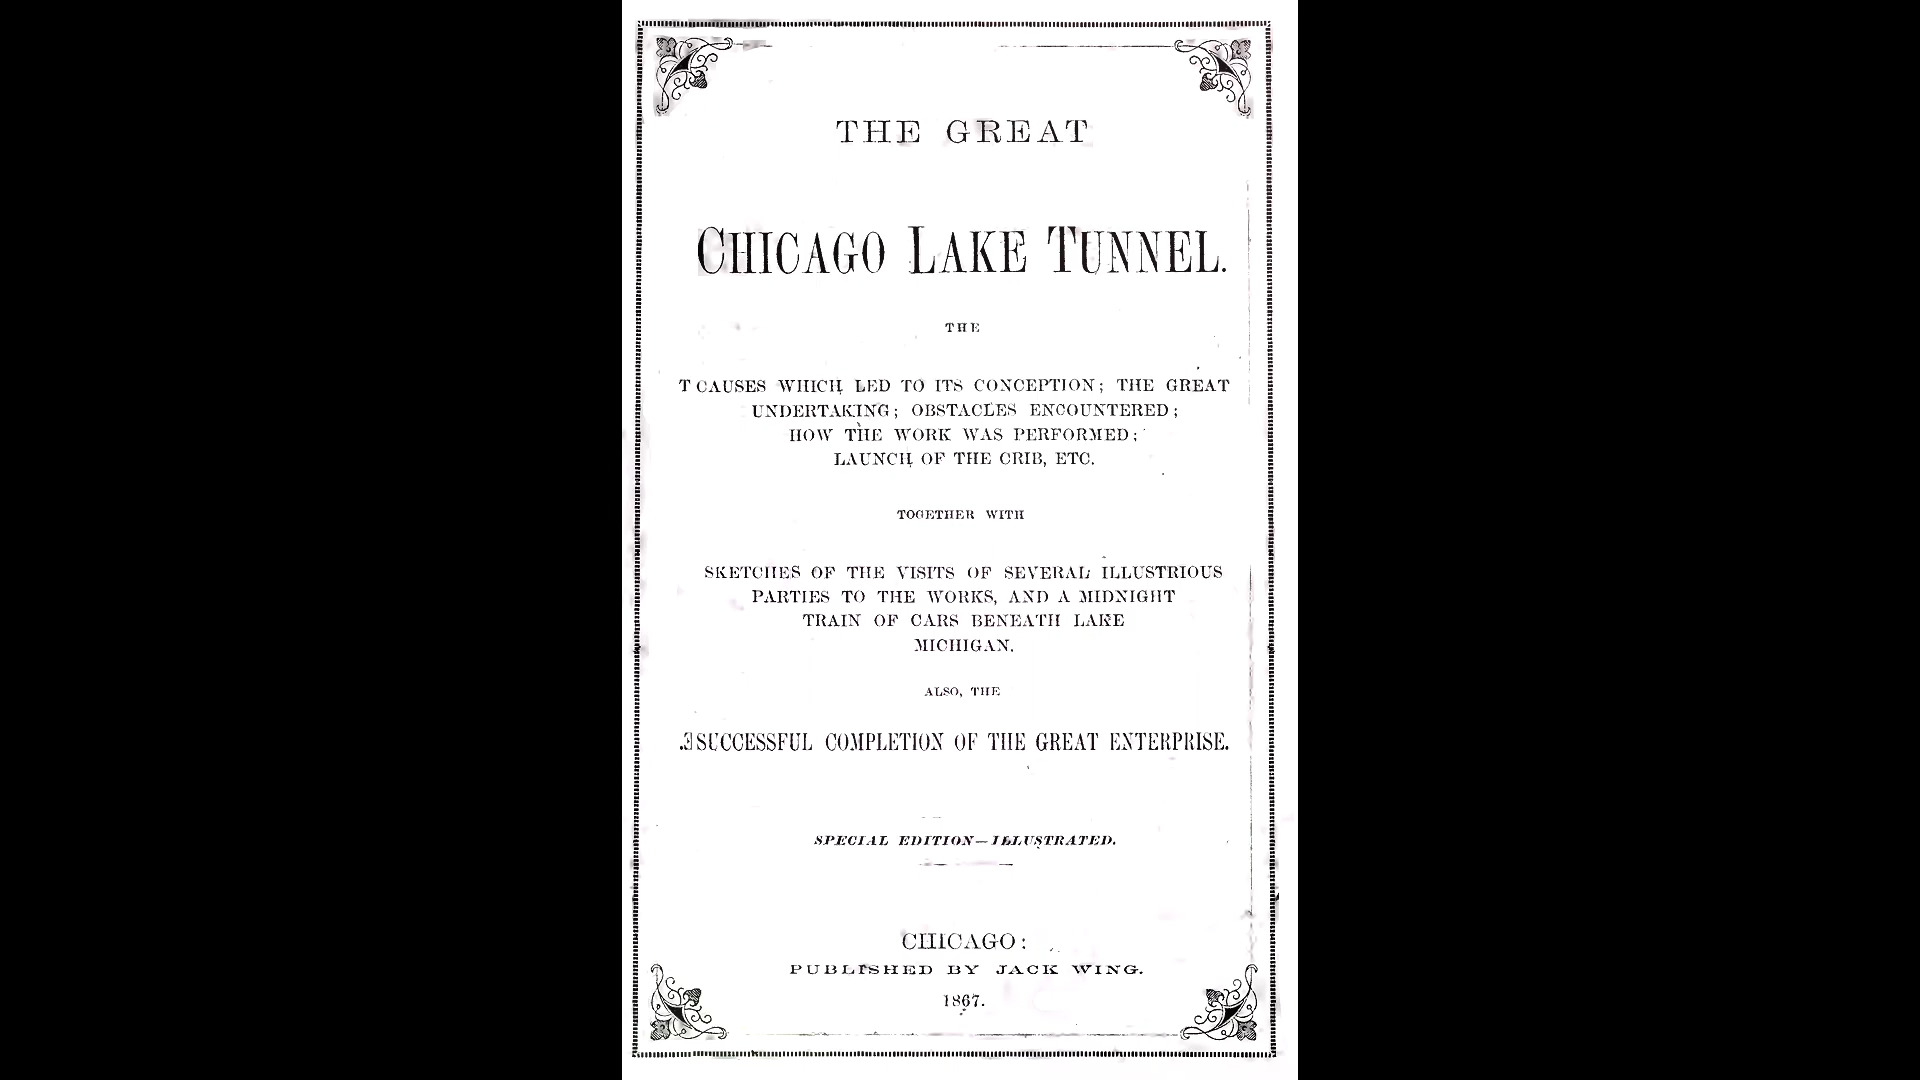 THE GREAT
CHICAGO LAKE TUNNEL.
THE
T CAUSES WHICH LED TO ITS CONCEPTION; THE GREAT
UNDERTAKING; OBSTACLES ENCOUNTERED;
HOW THE WORK WAS PERFORMED;
LAUNCH OF THE CRIB, ETC.
TOGETHER WITH
SKETCHES OF THE VISITS OF SEVERAL ILLUSTRIOUS
PARTIES TO THE WORKS, AND A MIDNIGHT
TRAIN OF CARS BENEATH LAKE
MICHIGAN.
ALSO, THE
SUCCESSFUL COMPLETION OF THE GREAT ENTERPRISE.
SPECIAL EDITION—ILLUSTRATED.
CHICAGO:
PUBLISHED BY JACK WING.
1867.